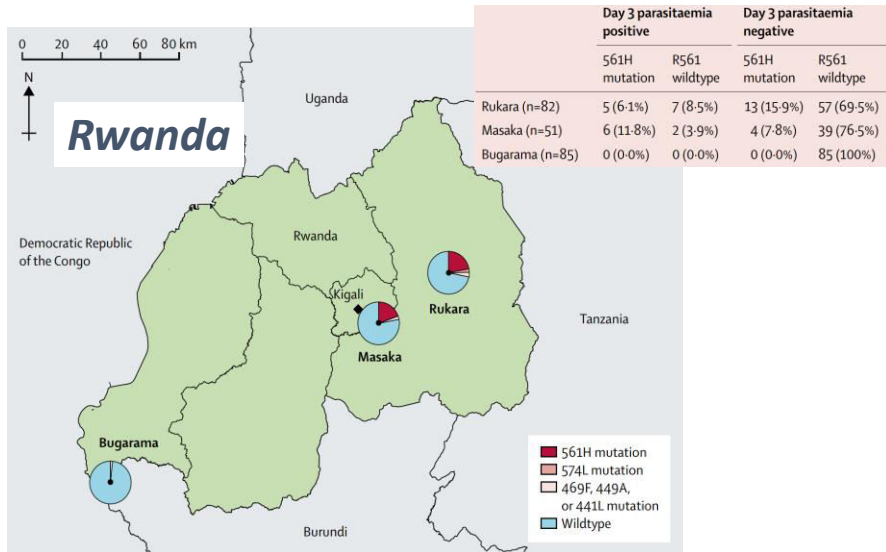 Day 3 parasitaemia positive Day 3 parasitaemia negative
561H mutation R561 wildtype 561H mutation R561 wildtype
Rukara (n=82) 5 (6·1%) 7 (8·5%) 13 (15·9%) 57 (69·5%)
Masaka (n=51) 6 (11·8%) 2 (3·9%) 4 (7·8%) 39 (76·5%)
Bugarama (n=85) 0 (0·0%) 0 (0·0%) 0 (0·0%) 85 (100%)
0 20 40 60 80 km
N
Rwanda
Uganda
Democratic Republic
of the Congo
Rwanda
Kigali
Rukara
Masaka
Tanzania
Bugarama
Burundi
561H mutation
574L mutation
469F, 449A,
or 441L mutation
Wildtype